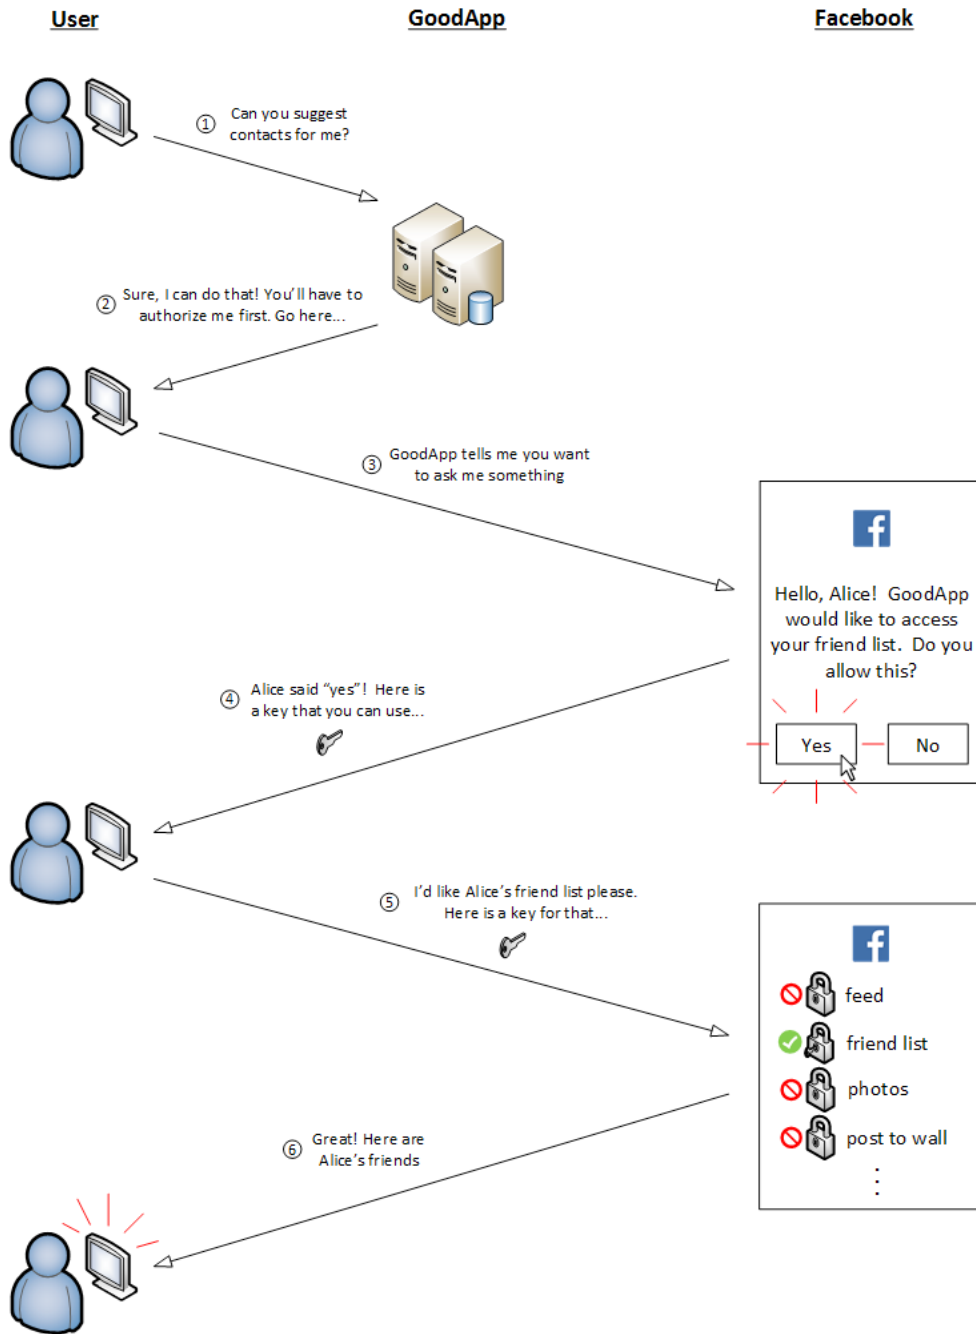 User
GoodApp
Facebook
① Can you suggest
contacts for me?
② Sure, I can do that! You'll have to
authorize me first. Go here...
③ GoodApp tells me you want
to ask me something
Hello, Alice! GoodApp
would like to access
your friend list. Do you
allow this?
Yes
No
④ Alice said "yes"! Here is
a key that you can use...
⑤ I'd like Alice's friend list please.
Here is a key for that...
feed
friend list
photos
post to wall
⑥ Great! Here are
Alice's friends